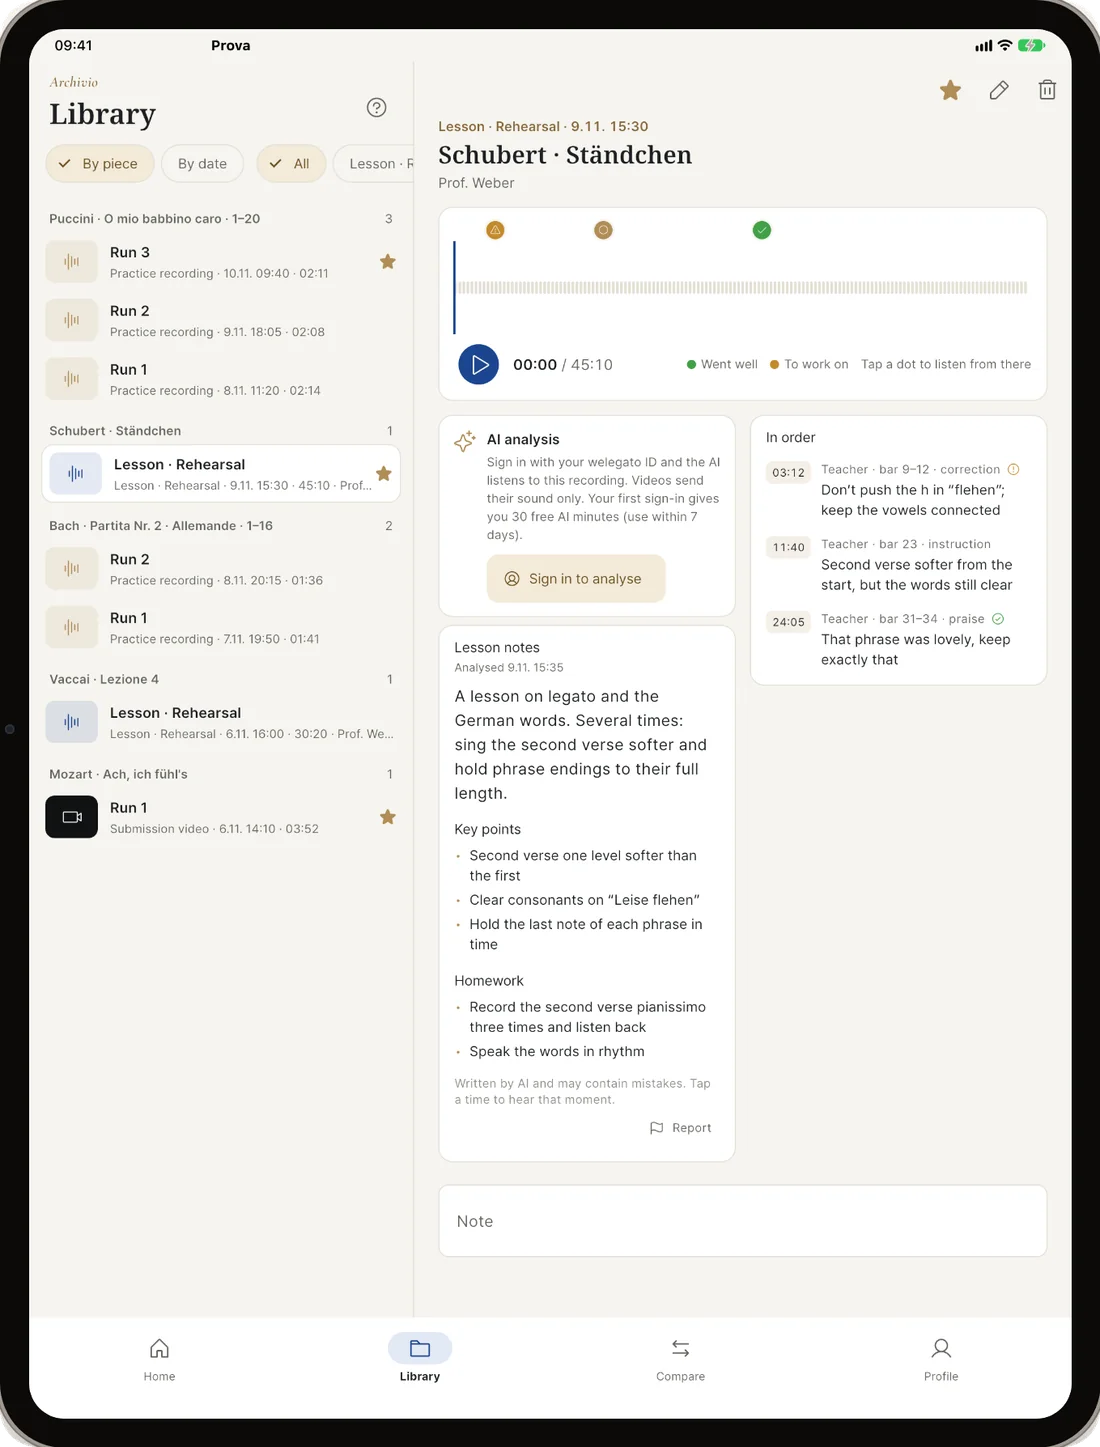 09:41
Prova
Archivio
Library
By piece
By date
All
Lesson · R
Puccini · O mio babbino caro · 1–20
3
Run 3
Practice recording · 10.11. 09:40 · 02:11
Run 2
Practice recording · 9.11. 18:05 · 02:08
Run 1
Practice recording · 8.11. 11:20 · 02:14
Schubert · Ständchen
1
Lesson · Rehearsal
Lesson · Rehearsal · 9.11. 15:30 · 45:10 · Prof...
Bach · Partita Nr. 2 · Allemande · 1–16
2
Run 2
Practice recording · 8.11. 20:15 · 01:36
Run 1
Practice recording · 7.11. 19:50 · 01:41
Vaccai · Lezione 4
1
Lesson · Rehearsal
Lesson · Rehearsal · 6.11. 16:00 · 30:20 · Prof. We...
Mozart · Ach, ich fühl's
1
Run 1
Submission video · 6.11. 14:10 · 03:52
Lesson · Rehearsal · 9.11. 15:30
Schubert · Ständchen
Prof. Weber
00:00 / 45:10
Went well
To work on
Tap a dot to listen from there
AI analysis
Sign in with your welegato ID and the AI
listens to this recording. Videos send
their sound only. Your first sign-in gives
you 30 free AI minutes (use within 7
days).
Sign in to analyse
Lesson notes
Analysed 9.11. 15:35
A lesson on legato and the
German words. Several times:
sing the second verse softer and
hold phrase endings to their full
length.
Key points
• Second verse one level softer than
the first
• Clear consonants on “Leise flehen”
• Hold the last note of each phrase in
time
Homework
• Record the second verse pianissimo
three times and listen back
• Speak the words in rhythm
Written by AI and may contain mistakes. Tap
a time to hear that moment.
Report
In order
03:12
Teacher · bar 9–12 · correction
Don’t push the h in “flehen”;
keep the vowels connected
11:40
Teacher · bar 23 · instruction
Second verse softer from the
start, but the words still clear
24:05
Teacher · bar 31–34 · praise
That phrase was lovely, keep
exactly that
Note
Home
Library
Compare
Profile